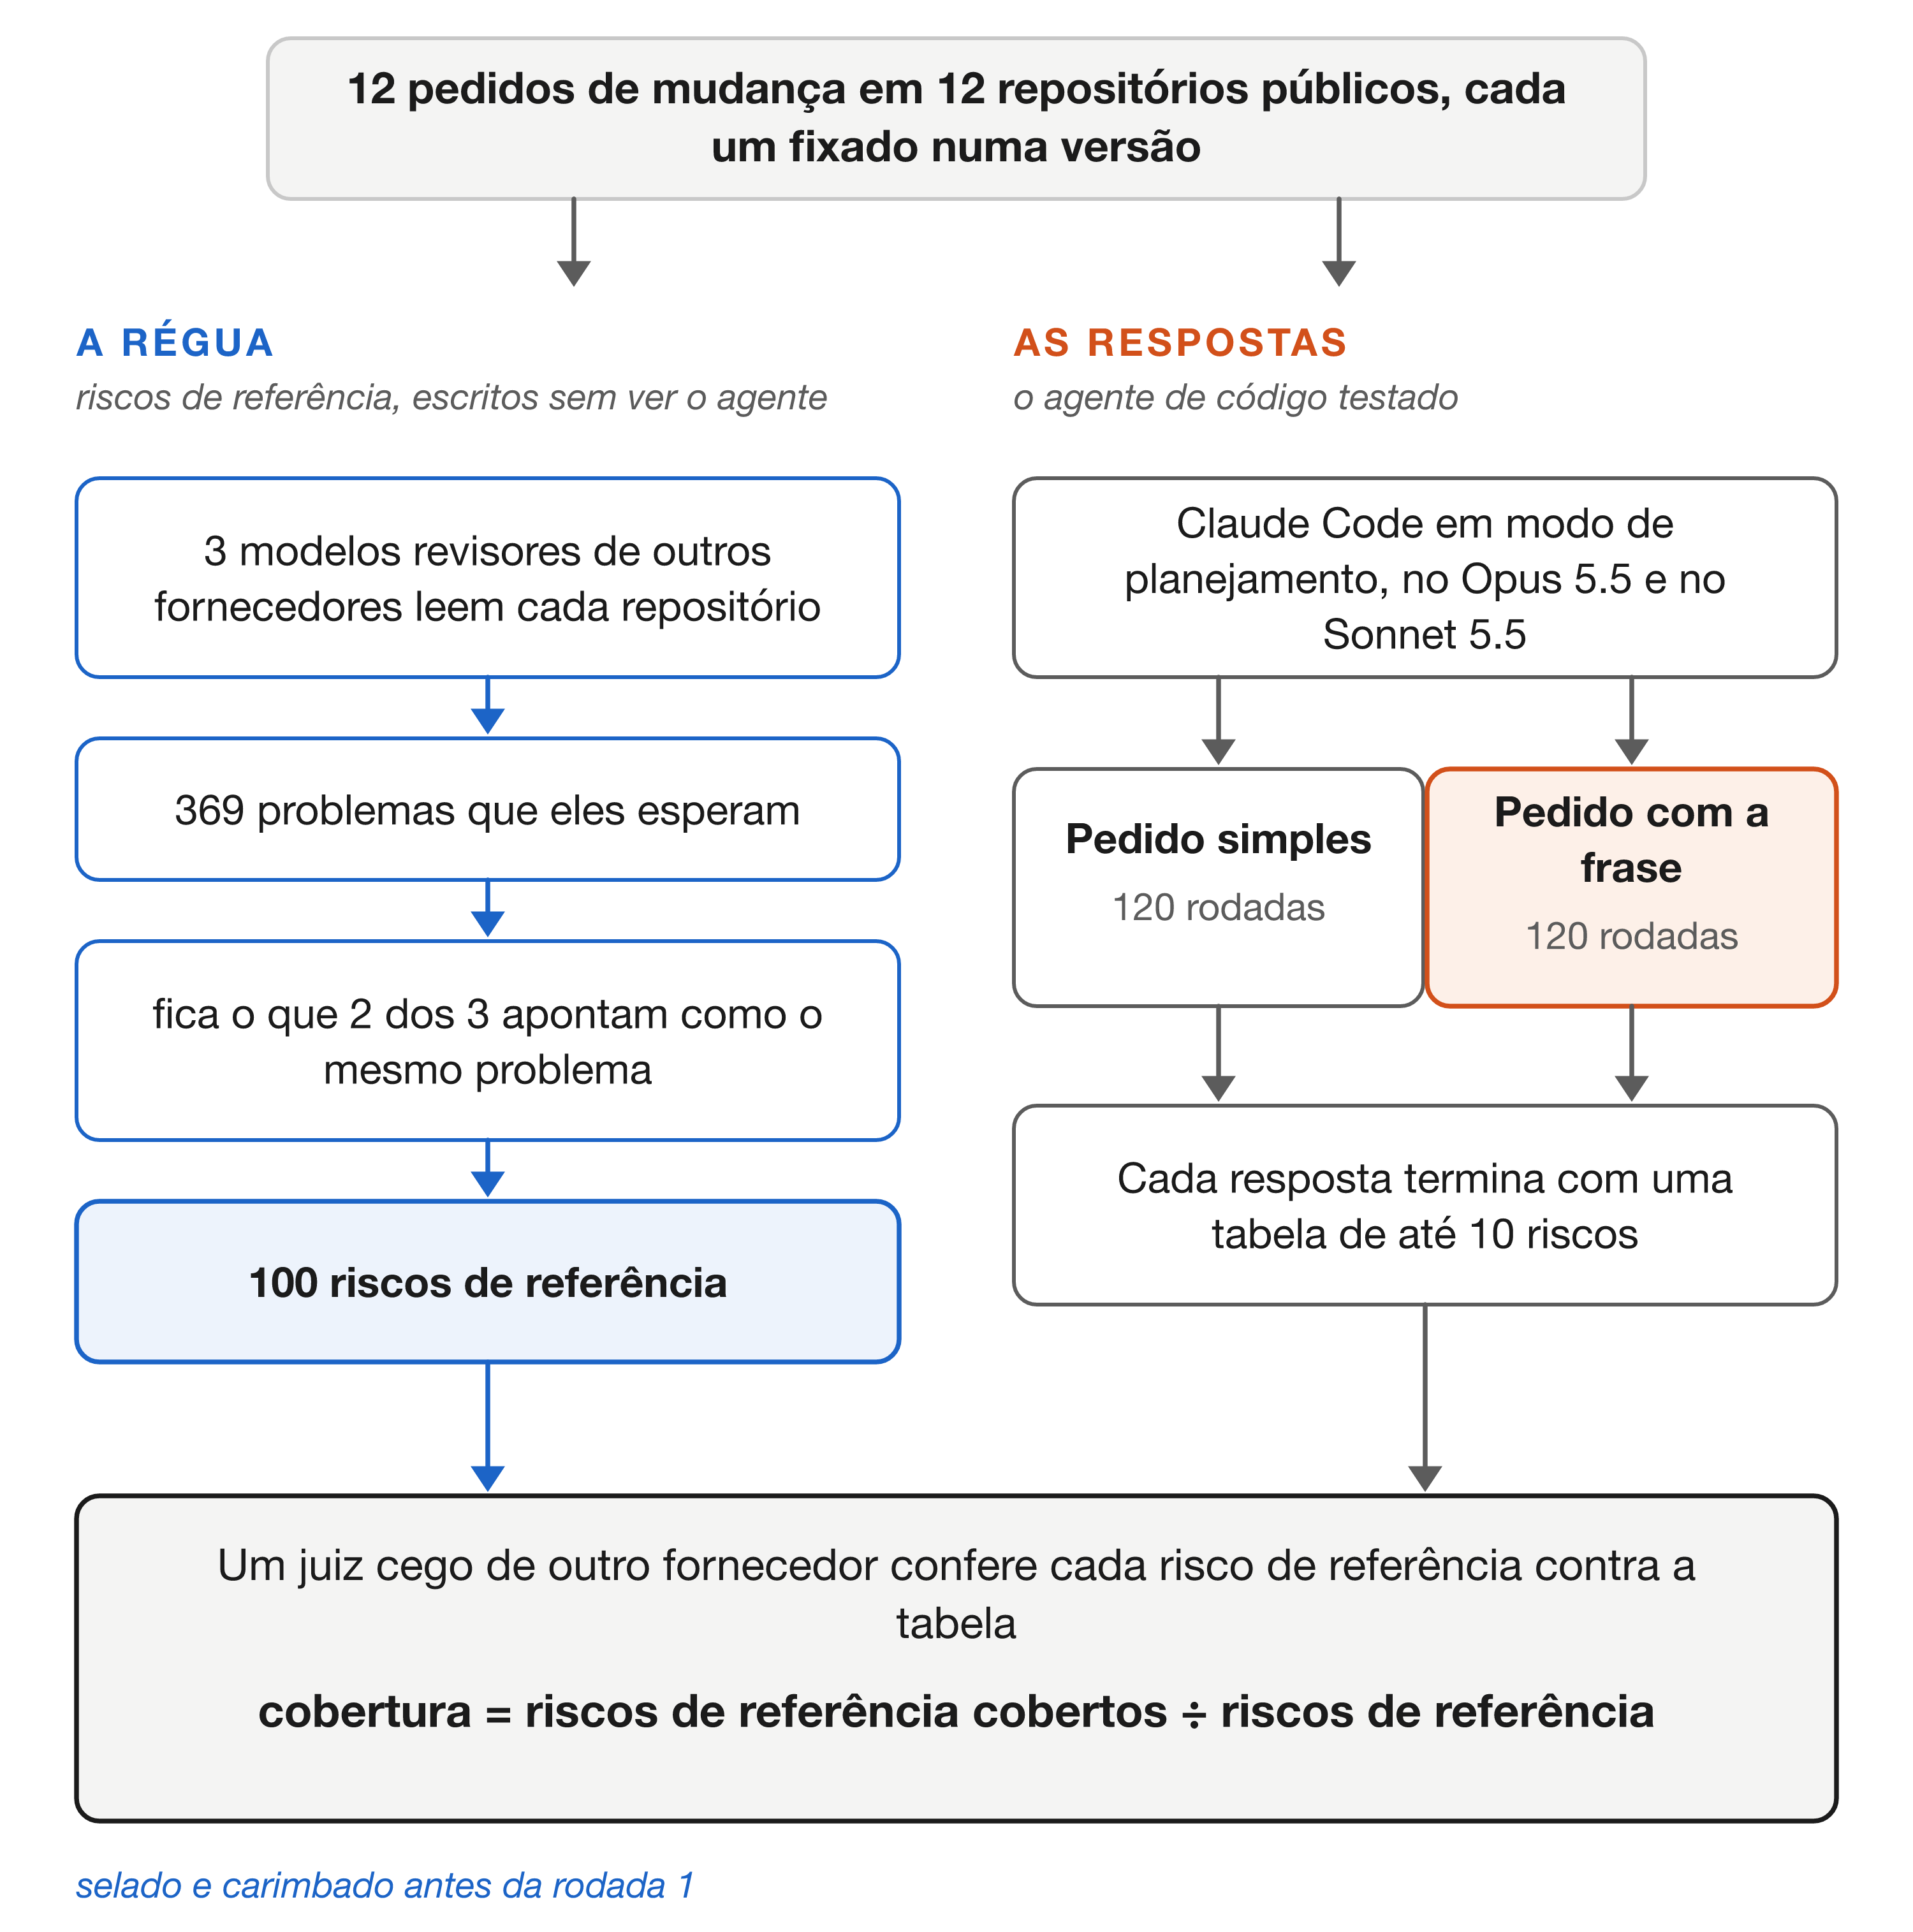 12 pedidos de mudança em 12 repositórios públicos, cada
um fixado numa versão
A RÉGUA
riscos de referência, escritos sem ver o agente
3 modelos revisores de outros
fornecedores leem cada repositório
369 problemas que eles esperam
fica o que 2 dos 3 apontam como o
mesmo problema
100 riscos de referência
AS RESPOSTAS
o agente de código testado
Claude Code em modo de
planejamento, no Opus 5.5 e no
Sonnet 5.5
Pedido simples
120 rodadas
Pedido com a
frase
120 rodadas
Cada resposta termina com uma
tabela de até 10 riscos
Um juiz cego de outro fornecedor confere cada risco de referência contra a
tabela
cobertura = riscos de referência cobertos ÷ riscos de referência
selado e carimbado antes da rodada 1